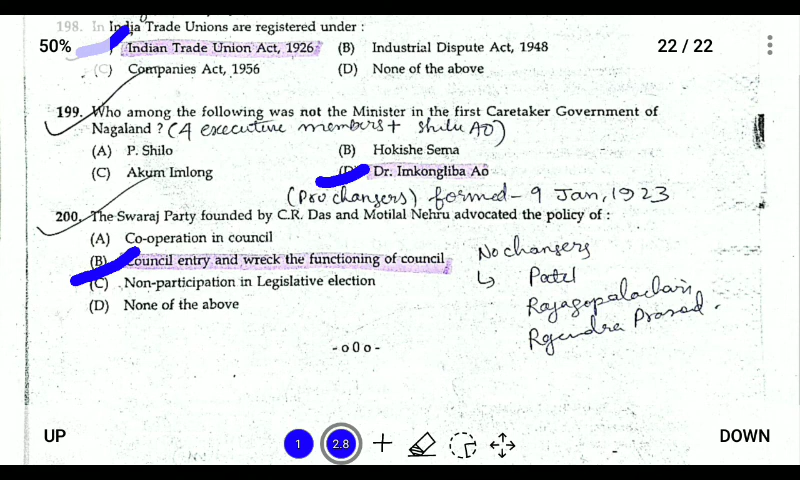 198. In India Trade Unions are registered under :
50%
Indian Trade Union Act, 1926 (B) Industrial Dispute Act, 1948
22 / 22
(C) Companies Act, 1956 (D) None of the above
199. Who among the following was not the Minister in the first Caretaker Government of
Nagaland ? (4 executive members + Shilu AO)
(A) P. Shilo (B) Hokishe Sema
(C) Akum Imlong (D) Dr. Imkongliba Ao
(Pro changers) formed - 9 Jan, 1923
200. The Swaraj Party founded by C.R. Das and Motilal Nehru advocated the policy of :
(A) Co-operation in council
No changers
(B) Council entry and wreck the functioning of council
↳ Patel
(C) Non-participation in Legislative election
Rajagopalachari
(D) None of the above
Rajendra Prasad.
-oOo-
UP
1
2.8
DOWN